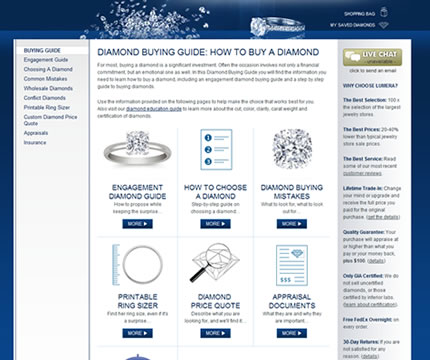 SHOPPING BAG
MY SAVED DIAMONDS
BUYING GUIDE
Engagement Guide
Choosing A Diamond
Common Mistakes
Wholesale Diamonds
Conflict Diamonds
Printable Ring Sizer
Custom Diamond Price
Quote
Appraisals
Insurance
DIAMOND BUYING GUIDE: HOW TO BUY A DIAMOND
For most, buying a diamond is a significant investment. Often the occasion involves not only a financial
commitment, but an emotional one as well. In this Diamond Buying Guide you will find the information you
need to learn how to buy a diamond, including an engagement diamond buying guide and a step by step
guide to buying diamonds.
Use the information provided on the following pages to help make the choice that works best for you.
Also visit our diamond education guide to learn more about the cut, color, clarity, carat weight and
certification of diamonds.
ENGAGEMENT
DIAMOND GUIDE
How to propose while
keeping the surprise...
MORE
HOW TO CHOOSE
A DIAMOND
Step-by-step guide
on choosing a diamond...
MORE
DIAMOND BUYING
MISTAKES
What to look for, what to look
out for...
MORE
PRINTABLE
RING SIZER
Find her ring size, even if it's
a surprise...
MORE
DIAMOND
PRICE QUOTE
Describe what you are
looking for, and we'll find it...
MORE
APPRAISAL
DOCUMENTS
What they are and why they
are important...
MORE
LIVE CHAT
unavailable
click to send an email
WHY CHOOSE LUMERA?
The Best Selection: 100 x
the selection of the largest
jewelry stores.
The Best Prices: 20-40%
lower than typical jewelry
store sale prices.
The Best Service: Read
some of our most recent
customer reviews
Lifetime Trade in: Change
your mind or upgrade and
receive the full price you
paid for the original
purchase. (get the details)
Quality Guarantee: Your
purchase will appraise at
or higher than what you
pay or your money back,
plus $100. (details)
Only GIA Certified: We do
not sell uncertified
diamonds, or those
certified by inferior labs.
(learn about certification)
Free FedEx Overnight: on
every order.
30-Day Returns: If you are
not satisfied for any
reason. (details)